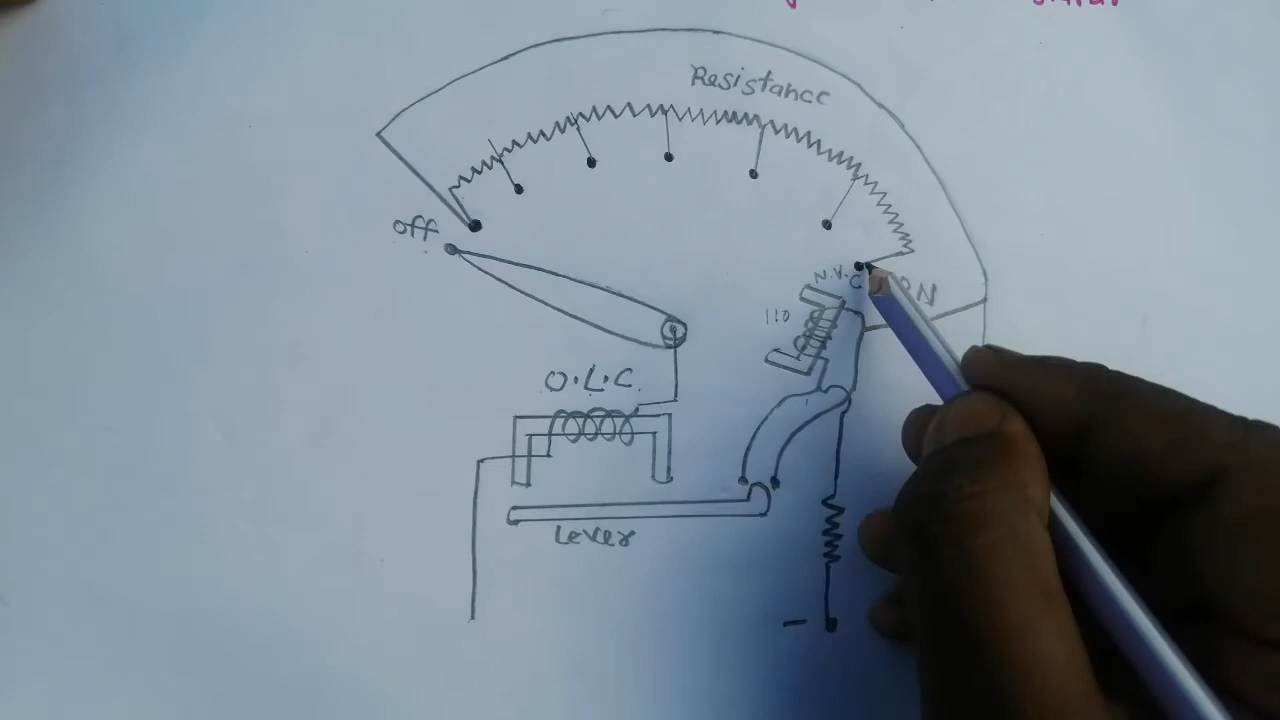 Resistance
Off
N.V.C
ON
110
O.L.C.
Lever